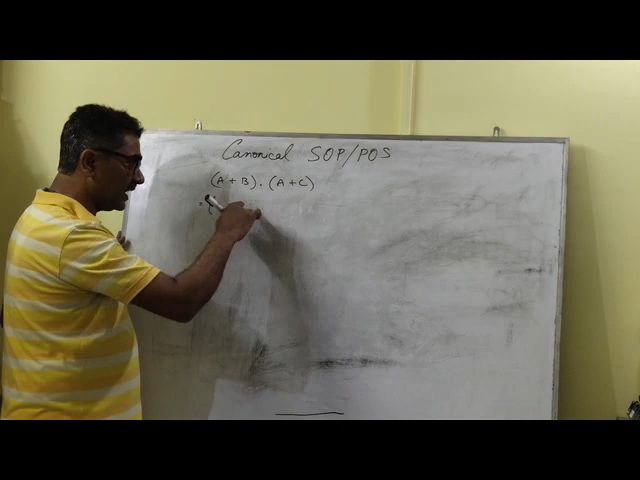 Canonical SOP/POS
(A + B) . (A + C)